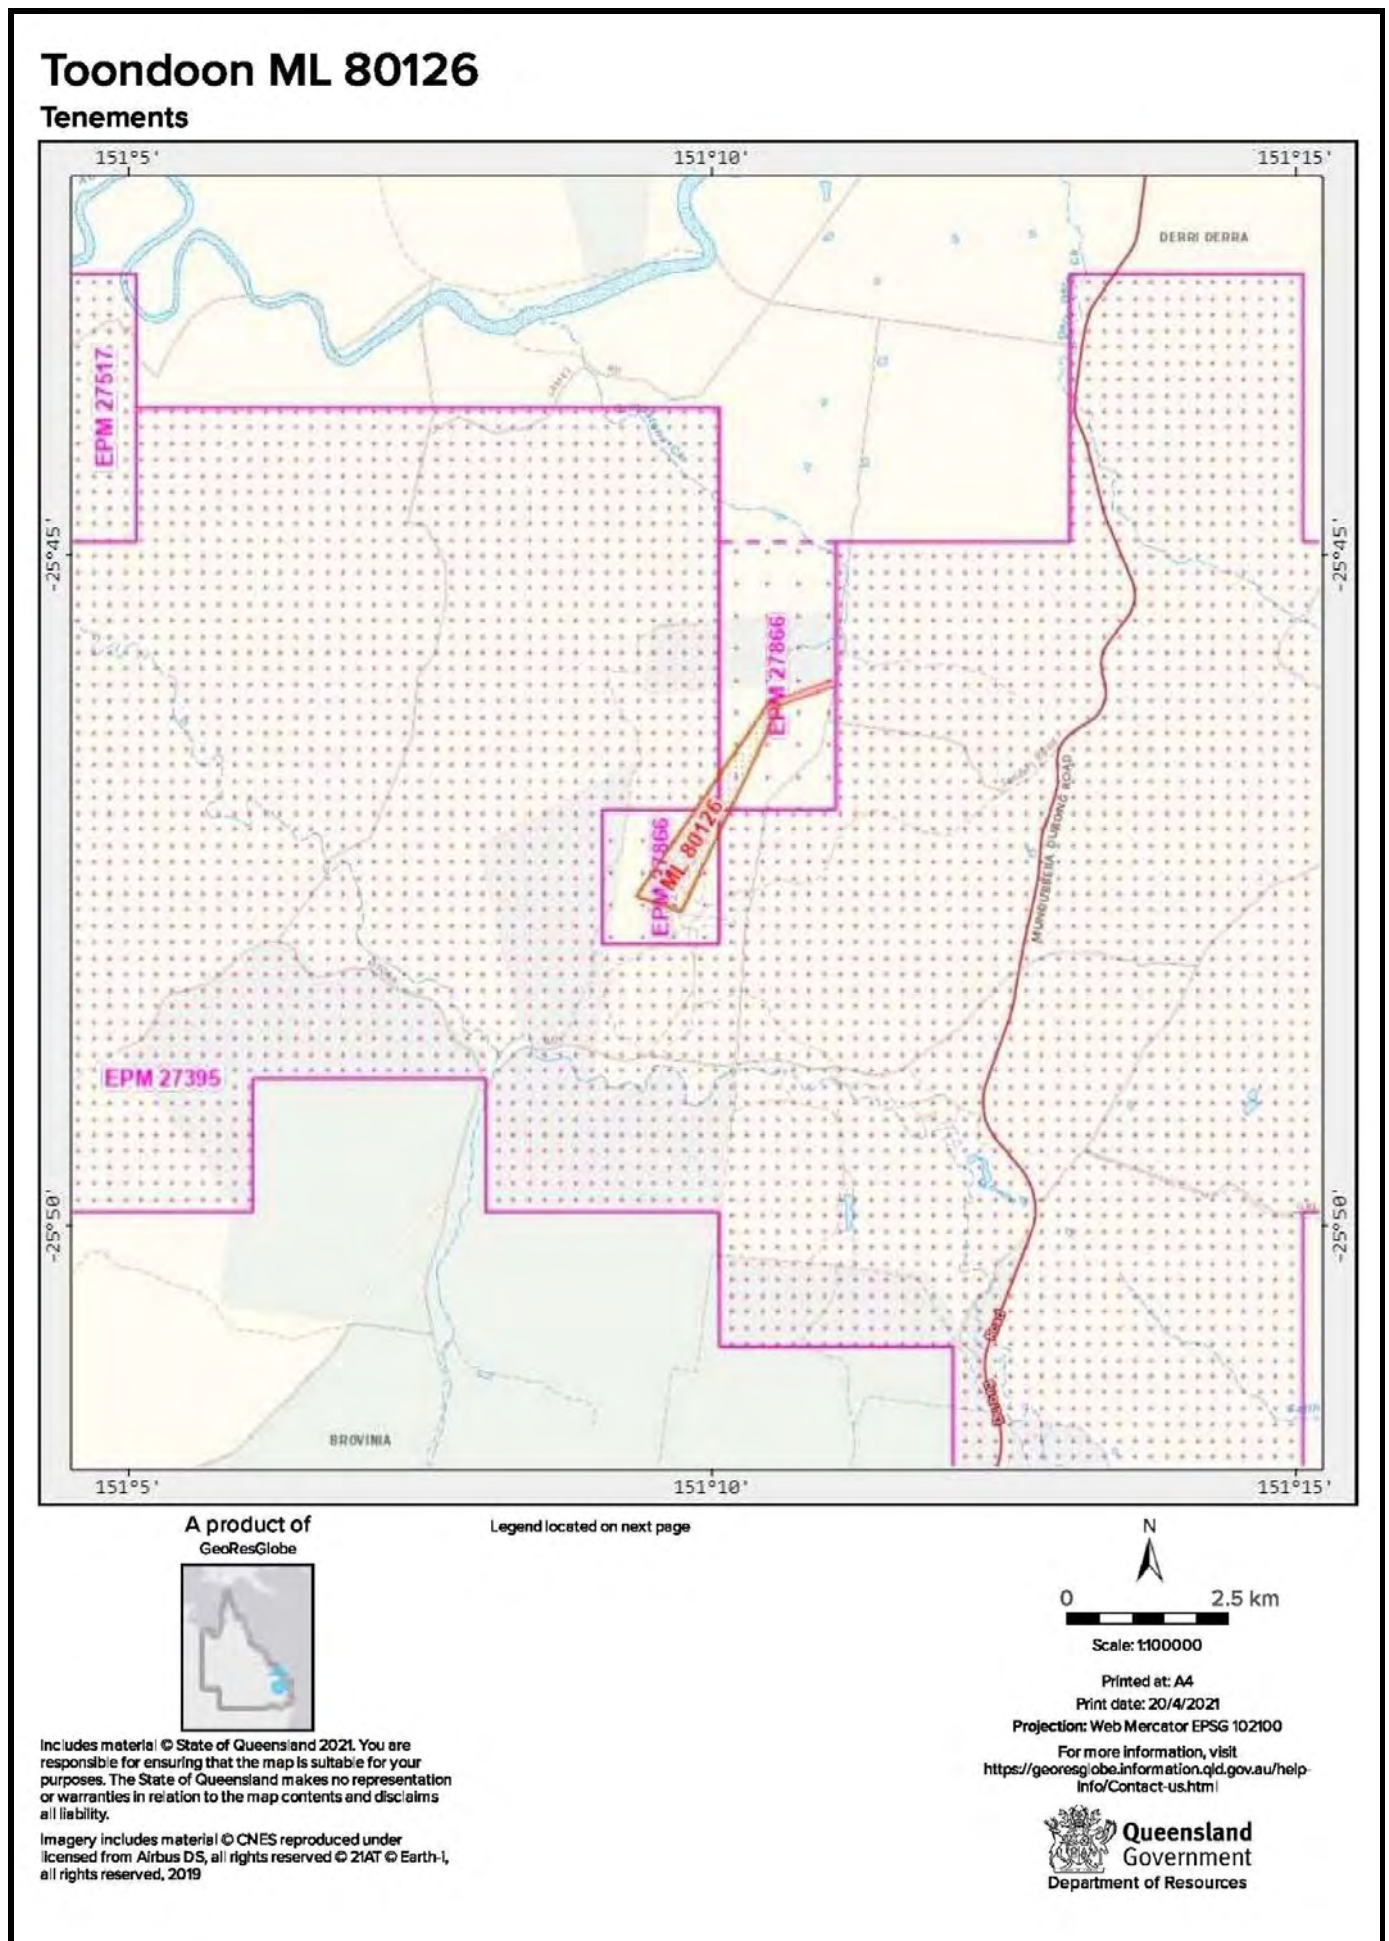 Toondoon ML 80126
Tenements
151°5'
151°10'
151°15'
DERRI DERRA
EPM 27517
-25°45'
-25°45'
EPM 27866
MUNDUBBERA DURONG ROAD
ML 80126
EPM 27866
EPM 27395
-25°50'
-25°50'
Road
Durong
BROVINIA
151°5'
151°10'
151°15'
A product of
GeoResGlobe
Legend located on next page
N
0 2.5 km
Scale: 1:100000
Printed at: A4
Print date: 20/4/2021
Projection: Web Mercator EPSG 102100
For more information, visit
https://georesglobe.information.qld.gov.au/help-
info/Contact-us.html
Includes material © State of Queensland 2021. You are
responsible for ensuring that the map is suitable for your
purposes. The State of Queensland makes no representation
or warranties in relation to the map contents and disclaims
all liability.
Imagery includes material © CNES reproduced under
licensed from Airbus DS, all rights reserved © 21AT © Earth-i,
all rights reserved, 2019
Queensland
Government
Department of Resources